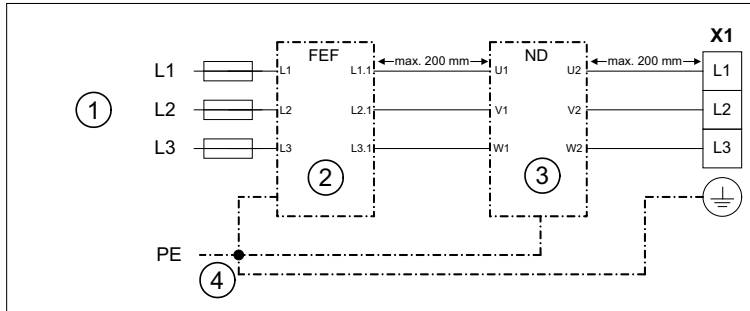 X1
FEF
ND
L1 L1 L1.1 max. 200 mm U1 U2 max. 200 mm L1
1 L2 L2 L2.1 V1 V2 L2
L3 L3 L3.1 W1 W2 L3
2 3
PE
4